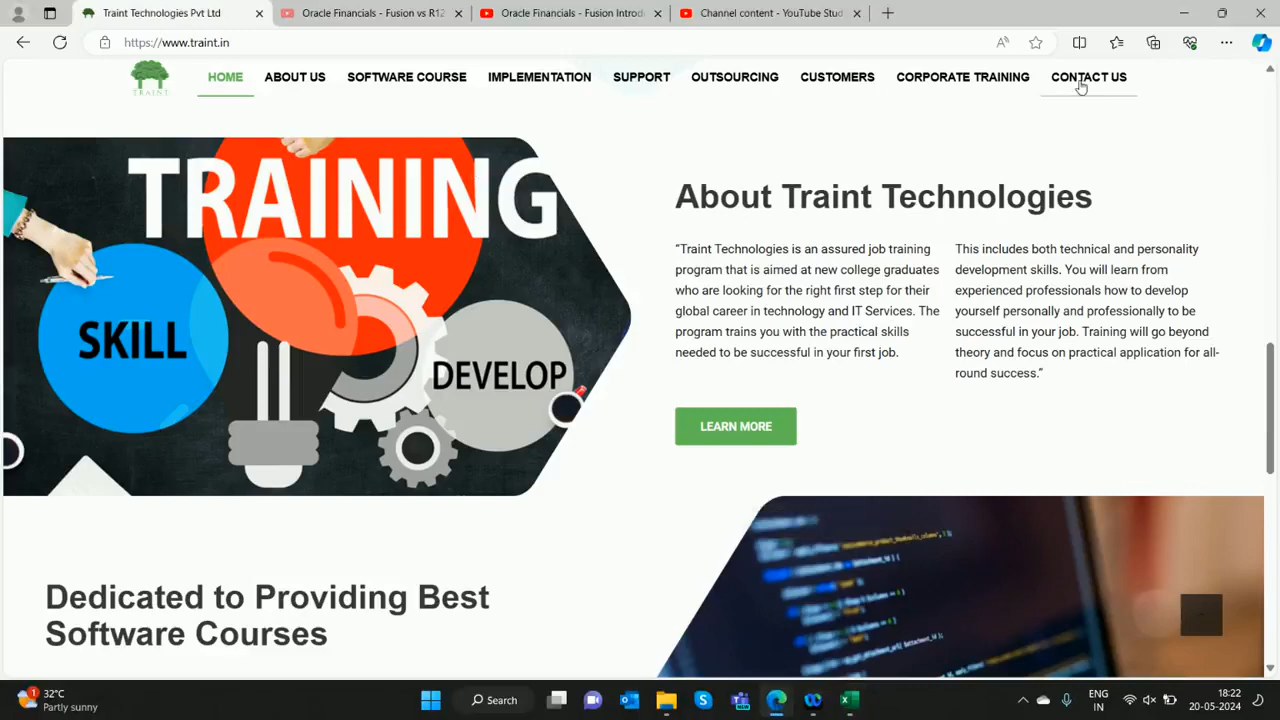 Traint Technologies Pvt Ltd
Oracle Financials - Fusion vs R12
Oracle Financials - Fusion Introd
Channel content - YouTube Stud
https://www.traint.in
TRAINT
HOME
ABOUT US
SOFTWARE COURSE
IMPLEMENTATION
SUPPORT
OUTSOURCING
CUSTOMERS
CORPORATE TRAINING
CONTACT US
TRAINING
SKILL
DEVELOP
About Traint Technologies
“Traint Technologies is an assured job training
program that is aimed at new college graduates
who are looking for the right first step for their
global career in technology and IT Services. The
program trains you with the practical skills
needed to be successful in your first job.
This includes both technical and personality
development skills. You will learn from
experienced professionals how to develop
yourself personally and professionally to be
successful in your job. Training will go beyond
theory and focus on practical application for all-
round success.”
LEARN MORE
Dedicated to Providing Best
Software Courses
1
32°C
Partly sunny
Search
ENG
IN
18:22
20-05-2024